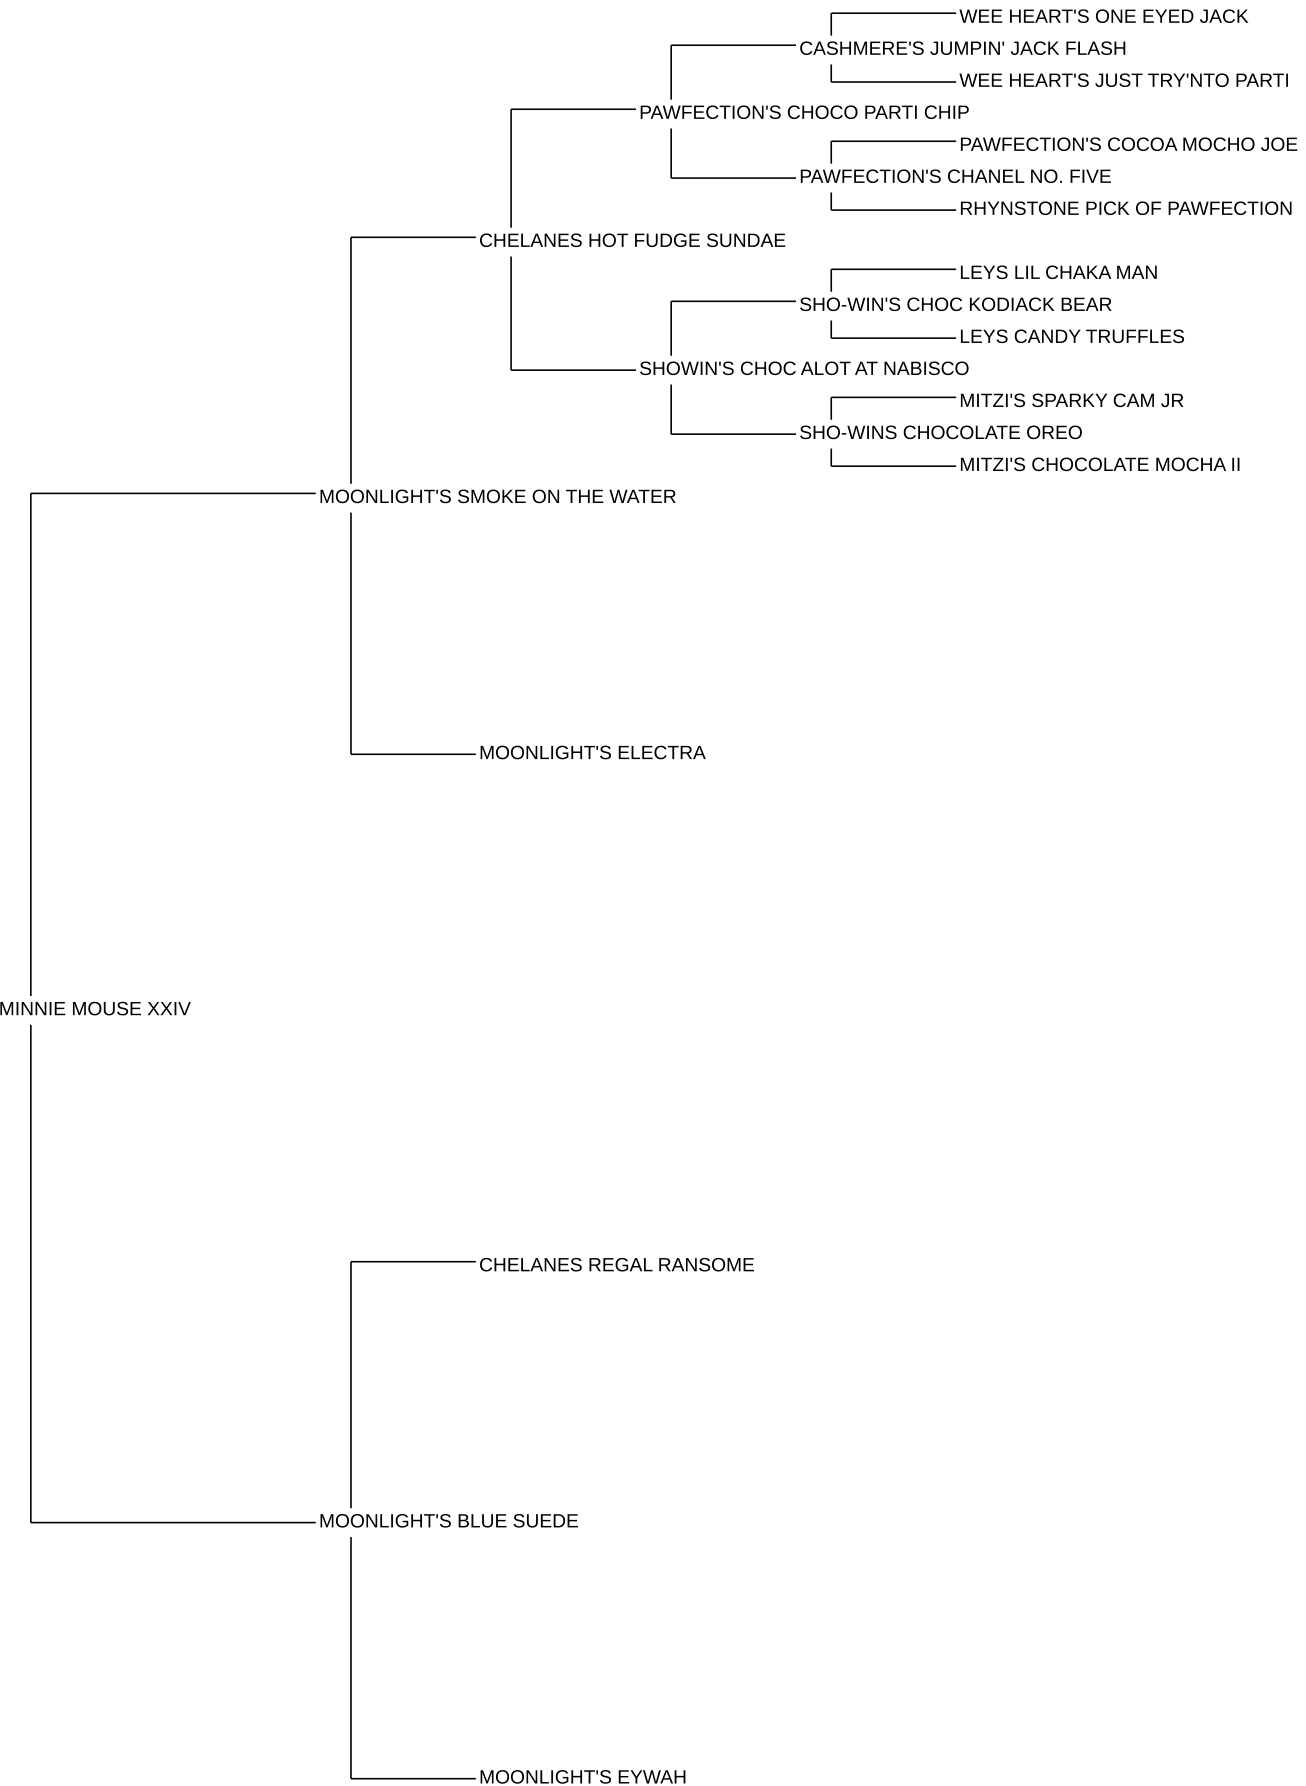 WEE HEART'S ONE EYED JACK
CASHMERE'S JUMPIN' JACK FLASH
WEE HEART'S JUST TRY'NTO PARTI
PAWFECTION'S CHOCO PARTI CHIP
PAWFECTION'S COCOA MOCHO JOE
PAWFECTION'S CHANEL NO. FIVE
RHYNSTONE PICK OF PAWFECTION
CHELANES HOT FUDGE SUNDAE
LEYS LIL CHAKA MAN
SHO-WIN'S CHOC KODIACK BEAR
LEYS CANDY TRUFFLES
SHOWIN'S CHOC ALOT AT NABISCO
MITZI'S SPARKY CAM JR
SHO-WINS CHOCOLATE OREO
MITZI'S CHOCOLATE MOCHA II
MOONLIGHT'S SMOKE ON THE WATER
MOONLIGHT'S ELECTRA
MINNIE MOUSE XXIV
CHELANES REGAL RANSOME
MOONLIGHT'S BLUE SUEDE
MOONLIGHT'S EYWAH